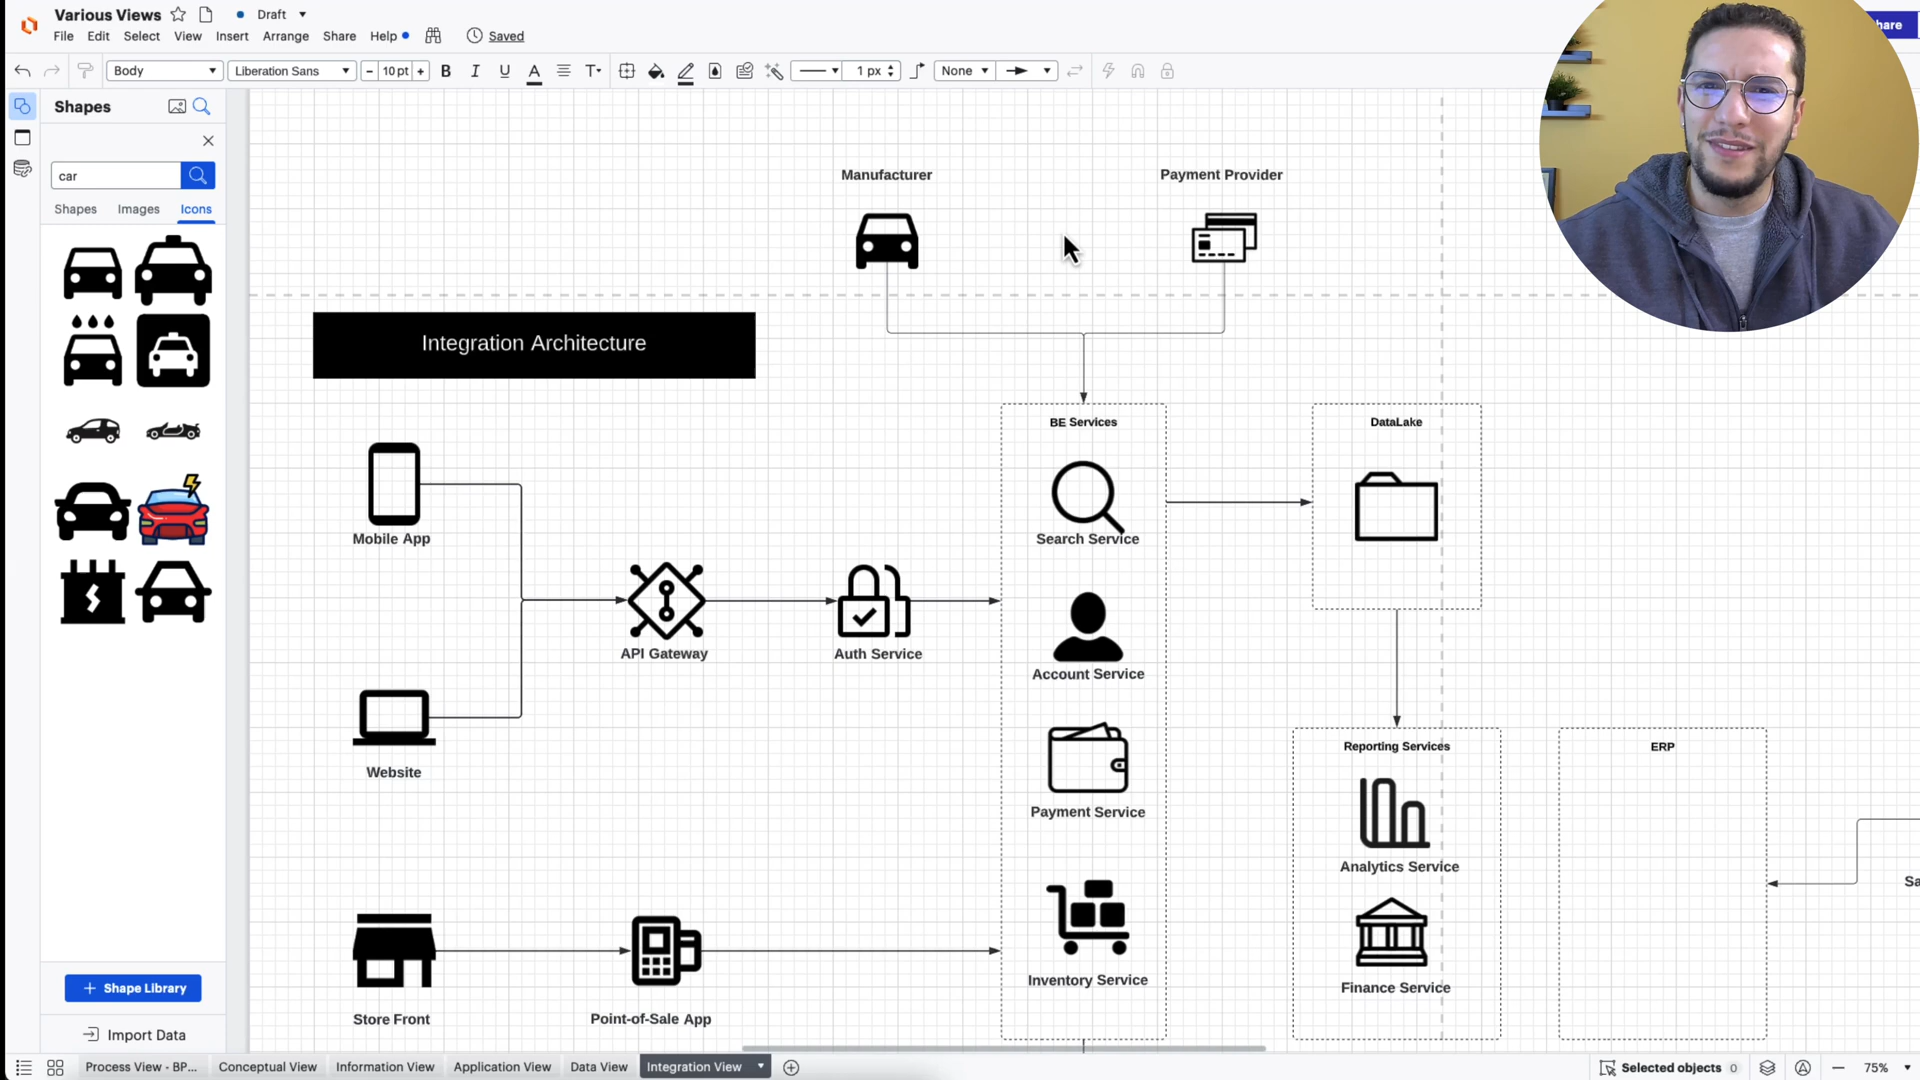 Various Views
Draft
File Edit Select View Insert Arrange Share Help
Saved
hare
Body
Liberation Sans
10 pt
B I U A T
1 px
None
Shapes
car
Shapes Images Icons
Manufacturer
Payment Provider
Integration Architecture
BE Services
DataLake
Mobile App
Search Service
API Gateway
Auth Service
Account Service
Website
Reporting Services
ERP
Payment Service
Analytics Service
Sa
Inventory Service
Finance Service
Store Front
Point-of-Sale App
+ Shape Library
Import Data
Process View - BP...
Conceptual View
Information View
Application View
Data View
Integration View
Selected objects 0
75%